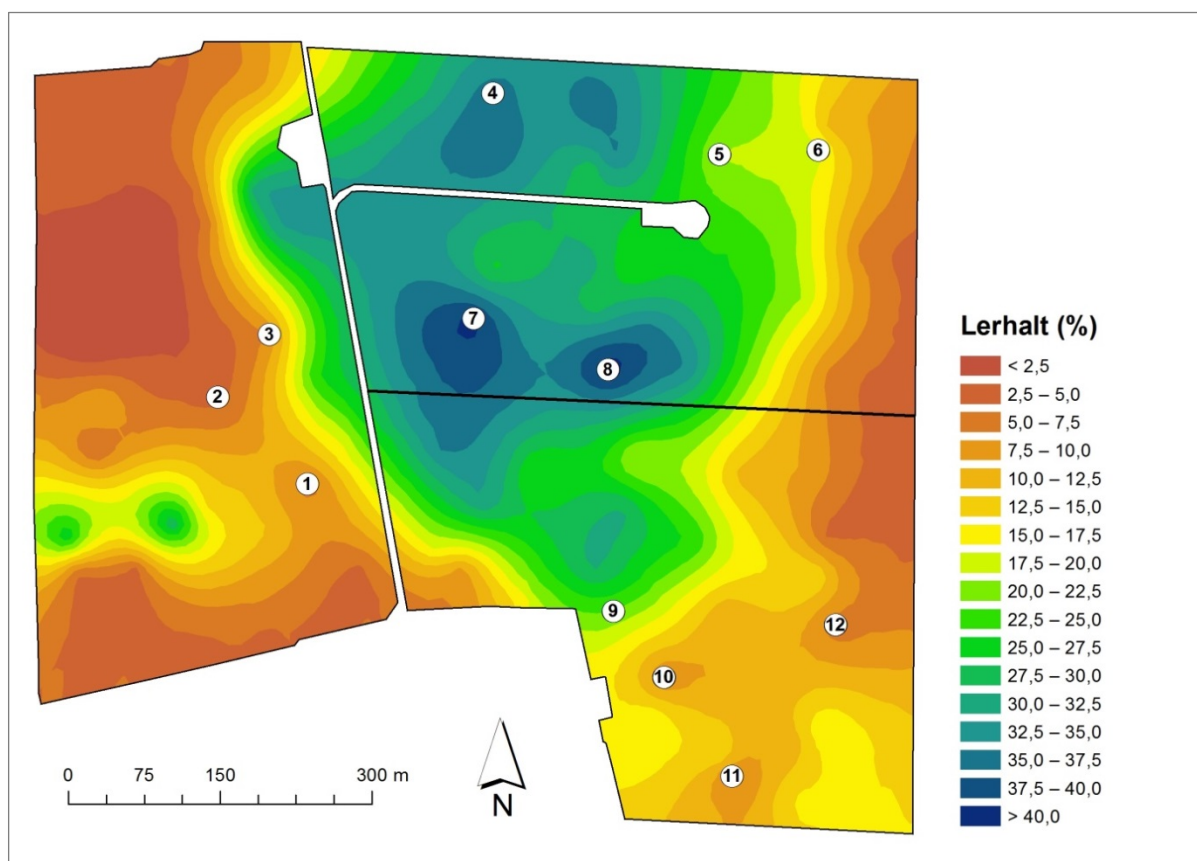 4
5
6
3
7
8
2
1
9
12
10
11
0 75 150 300 m
N
Lerhalt (%)
< 2,5
2,5 – 5,0
5,0 – 7,5
7,5 – 10,0
10,0 – 12,5
12,5 – 15,0
15,0 – 17,5
17,5 – 20,0
20,0 – 22,5
22,5 – 25,0
25,0 – 27,5
27,5 – 30,0
30,0 – 32,5
32,5 – 35,0
35,0 – 37,5
37,5 – 40,0
> 40,0